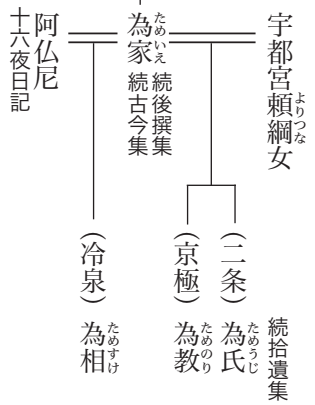 宇都宮頼綱女
よりつな
為家
ためいえ
続後撰集
続古今集
阿仏尼
十六夜日記
続拾遺集
（二条）為氏
ためうじ
（京極）為教
ためのり
（冷泉）為相
ためすけ